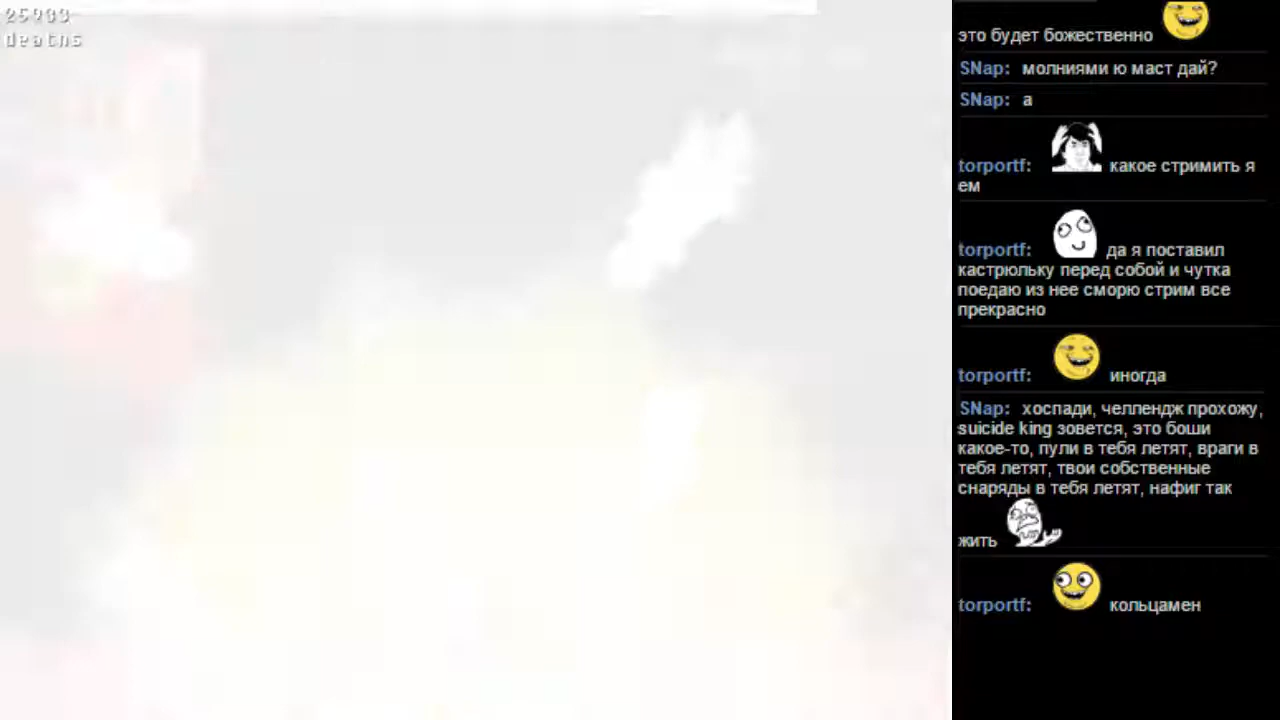 deaths
это будет божественно
SNap: молниями ю маст дай?
SNap: а
torportf: какое стримить я
ем
torportf: да я поставил
кастрюльку перед собой и чутка
поедаю из нее сморю стрим все
прекрасно
torportf: иногда
SNap: хоспади, челлендж прохожу,
suicide king зовется, это боши
какое-то, пули в тебя летят, враги в
тебя летят, твои собственные
снаряды в тебя летят, нафиг так
жить
torportf: кольцамен